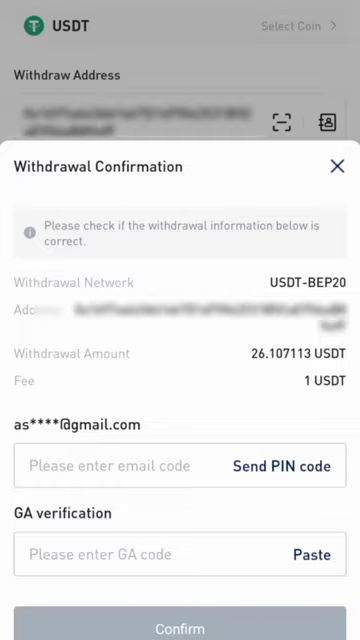 USDT
Select Coin >
Withdraw Address
Withdrawal Confirmation
Please check if the withdrawal information below is
correct.
Withdrawal Network USDT-BEP20
Withdrawal Amount 26.107113 USDT
Fee 1 USDT
as****@gmail.com
Please enter email code Send PIN code
GA verification
Please enter GA code Paste
Confirm